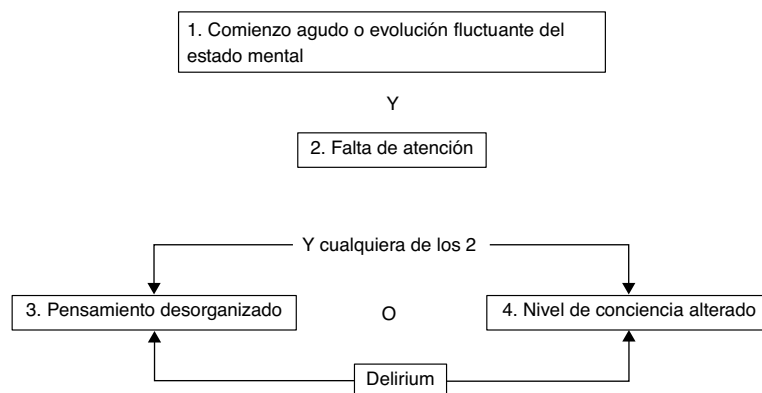 1. Comienzo agudo o evolución fluctuante del
estado mental
Y
2. Falta de atención
Y cualquiera de los 2
3. Pensamiento desorganizado
O
4. Nivel de conciencia alterado
Delirium